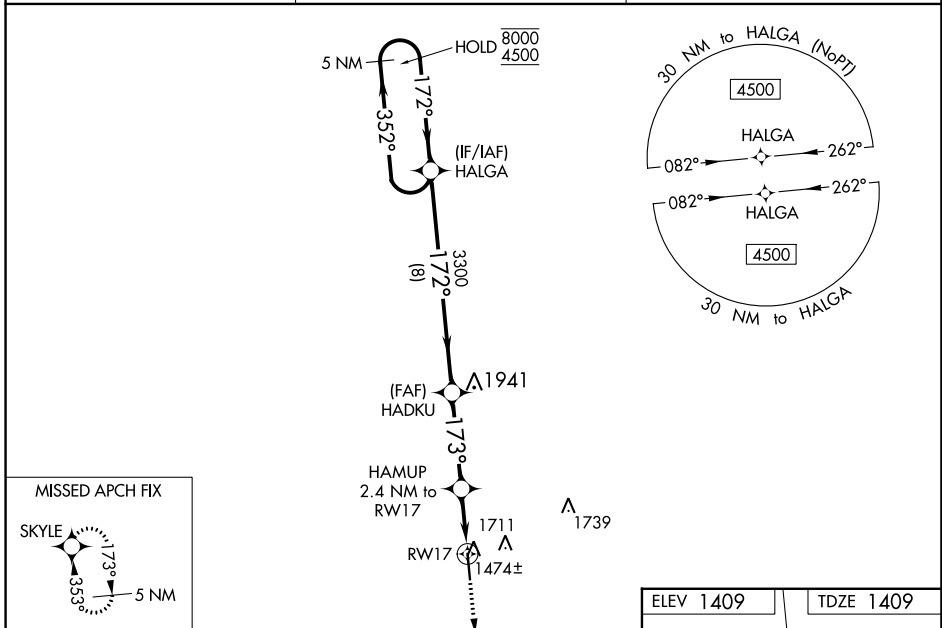 HOLD 8000
4500
5 NM
172°
352°
(IF/IAF)
HALGA
3300
172°
(8)
(FAF)
HADKU
1941
173°
HAMUP
2.4 NM to
RW17
1739
1711
RW17
1474±
30 NM to HALGA (NoPT)
4500
HALGA
082°
262°
082°
262°
HALGA
4500
30 NM to HALGA
MISSED APCH FIX
SKYLE
173°
353°
5 NM
ELEV 1409
TDZE 1409